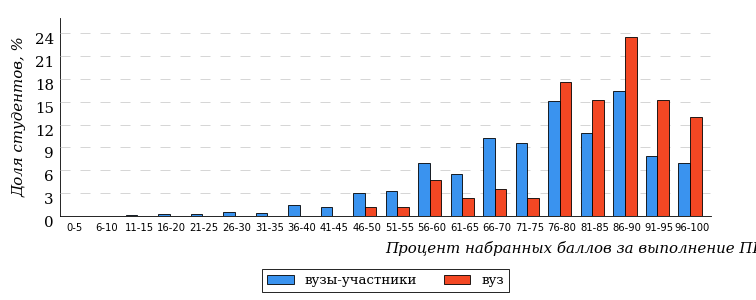 Доля студентов, %
24
21
18
15
12
9
6
3
0
0-5 6-10 11-15 16-20 21-25 26-30 31-35 36-40 41-45 46-50 51-55 56-60 61-65 66-70 71-75 76-80 81-85 86-90 91-95 96-100
Процент набранных баллов за выполнение
вузы-участники вуз